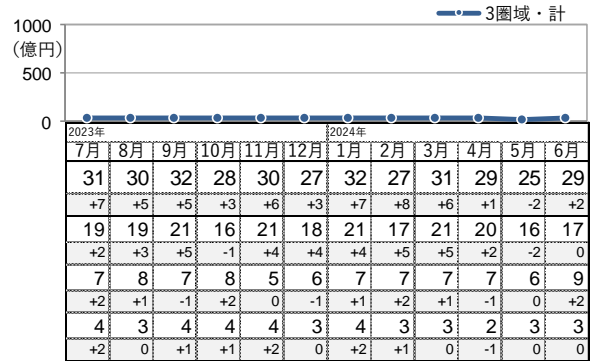 3圏域・計
1000
(億円)
500
0
2023年 2024年
7月 8月 9月 10月 11月 12月 1月 2月 3月 4月 5月 6月
31 30 32 28 30 27 32 27 31 29 25 29
+7 +5 +5 +3 +6 +3 +7 +8 +6 +1 -2 +2
19 19 21 16 21 18 21 17 21 20 16 17
+2 +3 +5 -1 +4 +4 +4 +5 +5 +2 -2 0
7 8 7 8 5 6 7 7 7 7 6 9
+2 +1 -1 +2 0 -1 +1 +2 +1 -1 0 +2
4 3 4 4 4 3 4 3 3 2 3 3
+2 0 +1 +1 +2 0 +2 +1 0 -1 0 0